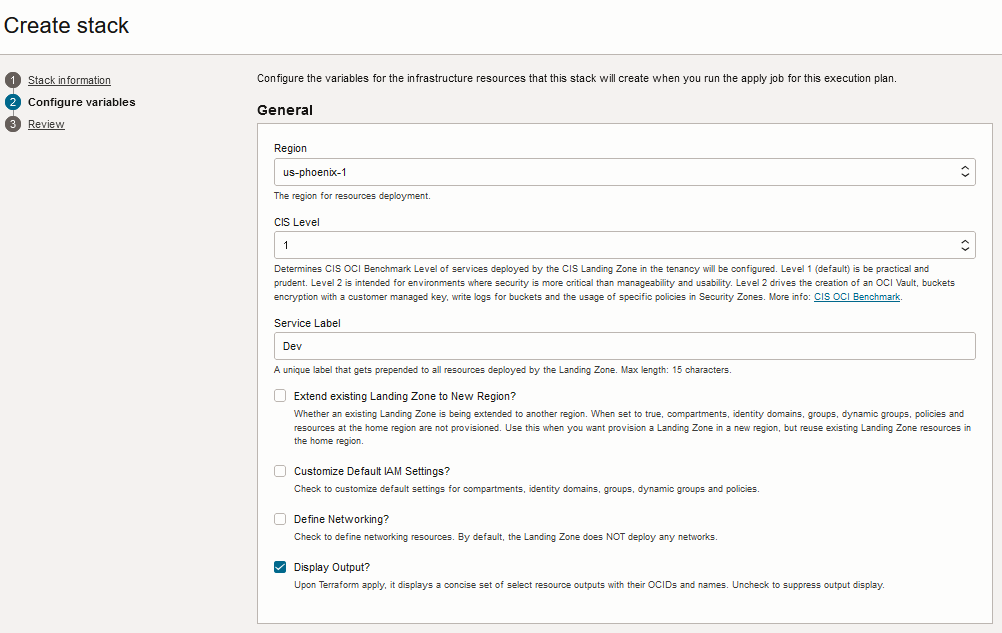 Create stack
1 Stack information
2 Configure variables
3 Review
Configure the variables for the infrastructure resources that this stack will create when you run the apply job for this execution plan.
General
Region
us-phoenix-1
The region for resources deployment.
CIS Level
1
Determines CIS OCI Benchmark Level of services deployed by the CIS Landing Zone in the tenancy will be configured. Level 1 (default) is be practical and
prudent. Level 2 is intended for environments where security is more critical than manageability and usability. Level 2 drives the creation of an OCI Vault, buckets
encryption with a customer managed key, write logs for buckets and the usage of specific policies in Security Zones. More info: CIS OCI Benchmark.
Service Label
Dev
A unique label that gets prepended to all resources deployed by the Landing Zone. Max length: 15 characters.
Extend existing Landing Zone to New Region?
Whether an existing Landing Zone is being extended to another region. When set to true, compartments, identity domains, groups, dynamic groups, policies and
resources at the home region are not provisioned. Use this when you want provision a Landing Zone in a new region, but reuse existing Landing Zone resources in
the home region.
Customize Default IAM Settings?
Check to customize default settings for compartments, identity domains, groups, dynamic groups and policies.
Define Networking?
Check to define networking resources. By default, the Landing Zone does NOT deploy any networks.
Display Output?
Upon Terraform apply, it displays a concise set of select resource outputs with their OCIDs and names. Uncheck to suppress output display.